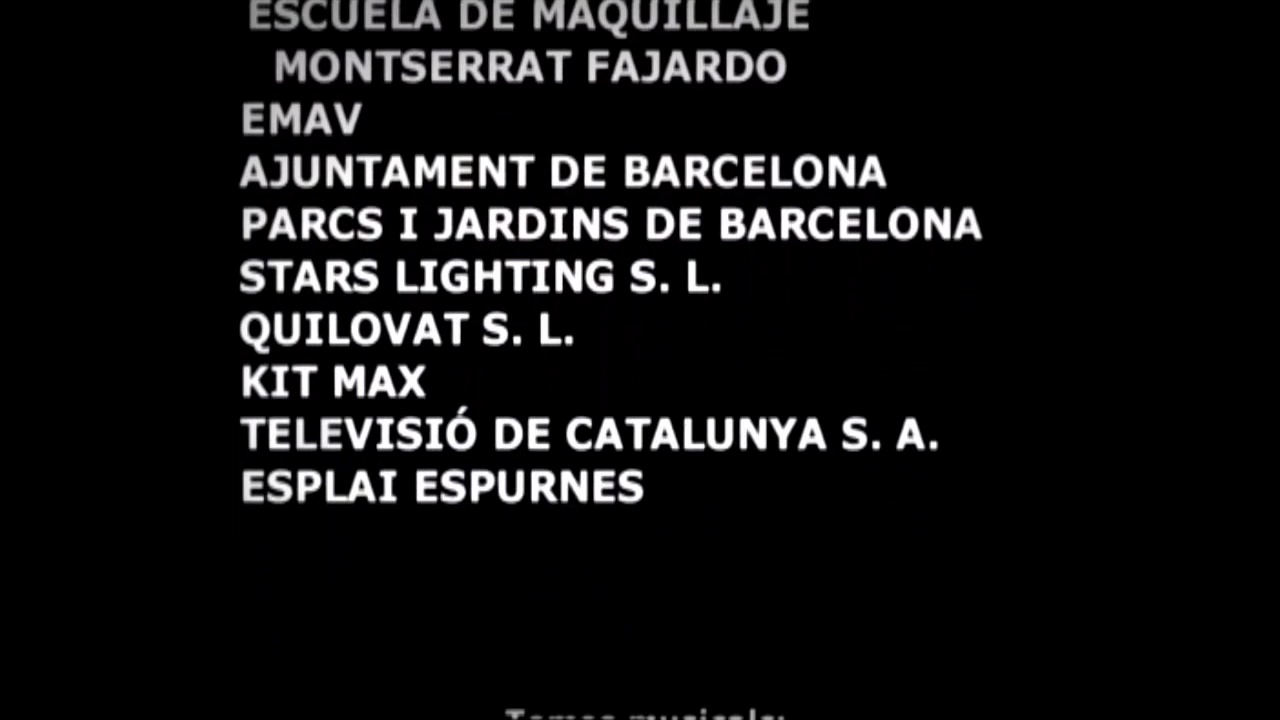 ESCUELA DE MAQUILLAJE
MONTSERRAT FAJARDO
EMAV
AJUNTAMENT DE BARCELONA
PARCS I JARDINS DE BARCELONA
STARS LIGHTING S. L.
QUILOVAT S. L.
KIT MAX
TELEVISIÓ DE CATALUNYA S. A.
ESPLAI ESPURNES